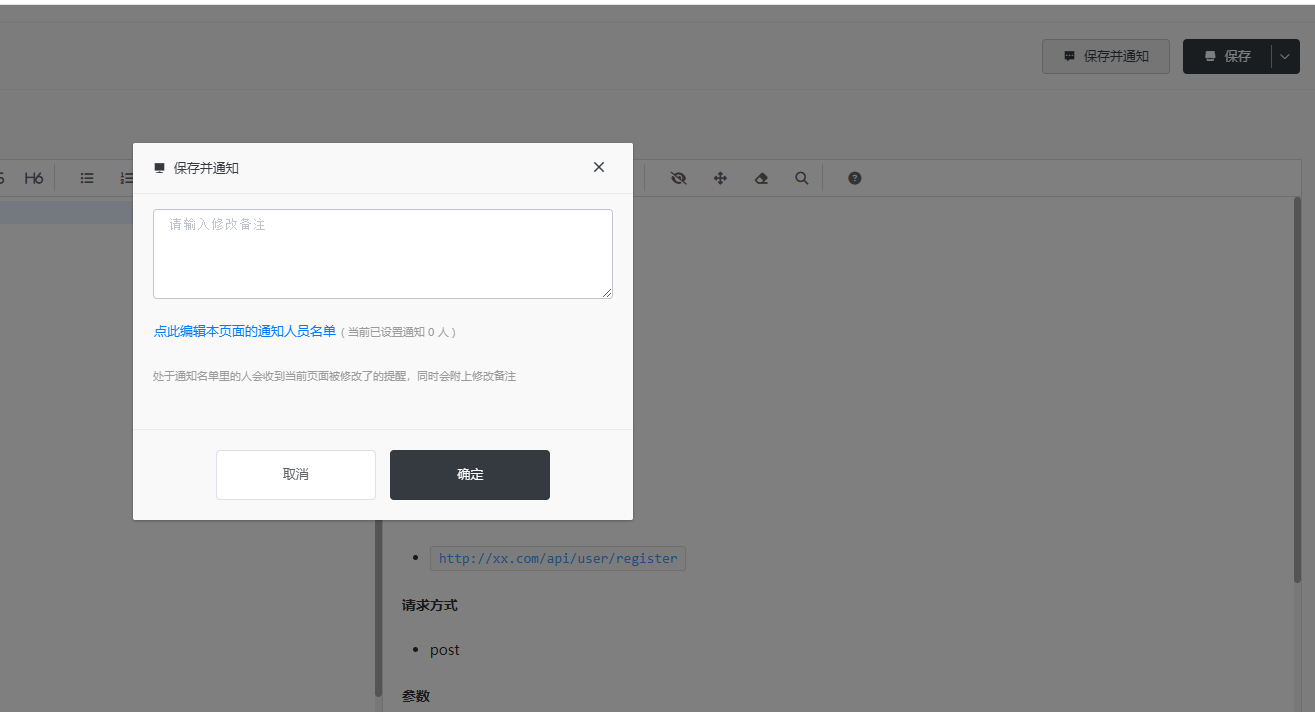 保存并通知
保存
H6
保存并通知
请输入修改备注
点此编辑本页面的通知人员名单 ( 当前已设置通知 0 人 )
处于通知名单里的人会收到当前页面被修改了的提醒，同时会附上修改备注
取消
确定
http://xx.com/api/user/register
请求方式
post
参数